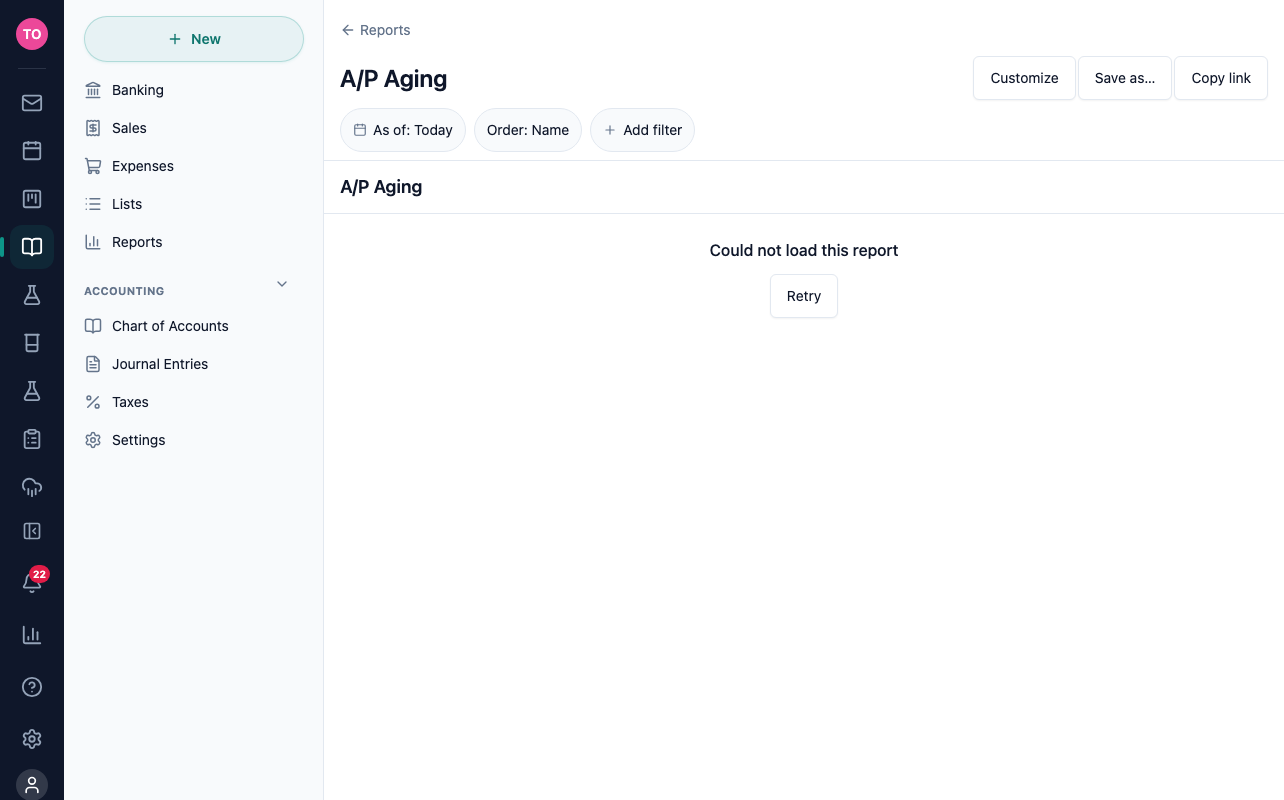 TO
22
New
Banking
Sales
Expenses
Lists
Reports
ACCOUNTING
Chart of Accounts
Journal Entries
Taxes
Settings
Reports
A/P Aging
Customize
Save as...
Copy link
As of: Today
Order: Name
Add filter
A/P Aging
Could not load this report
Retry